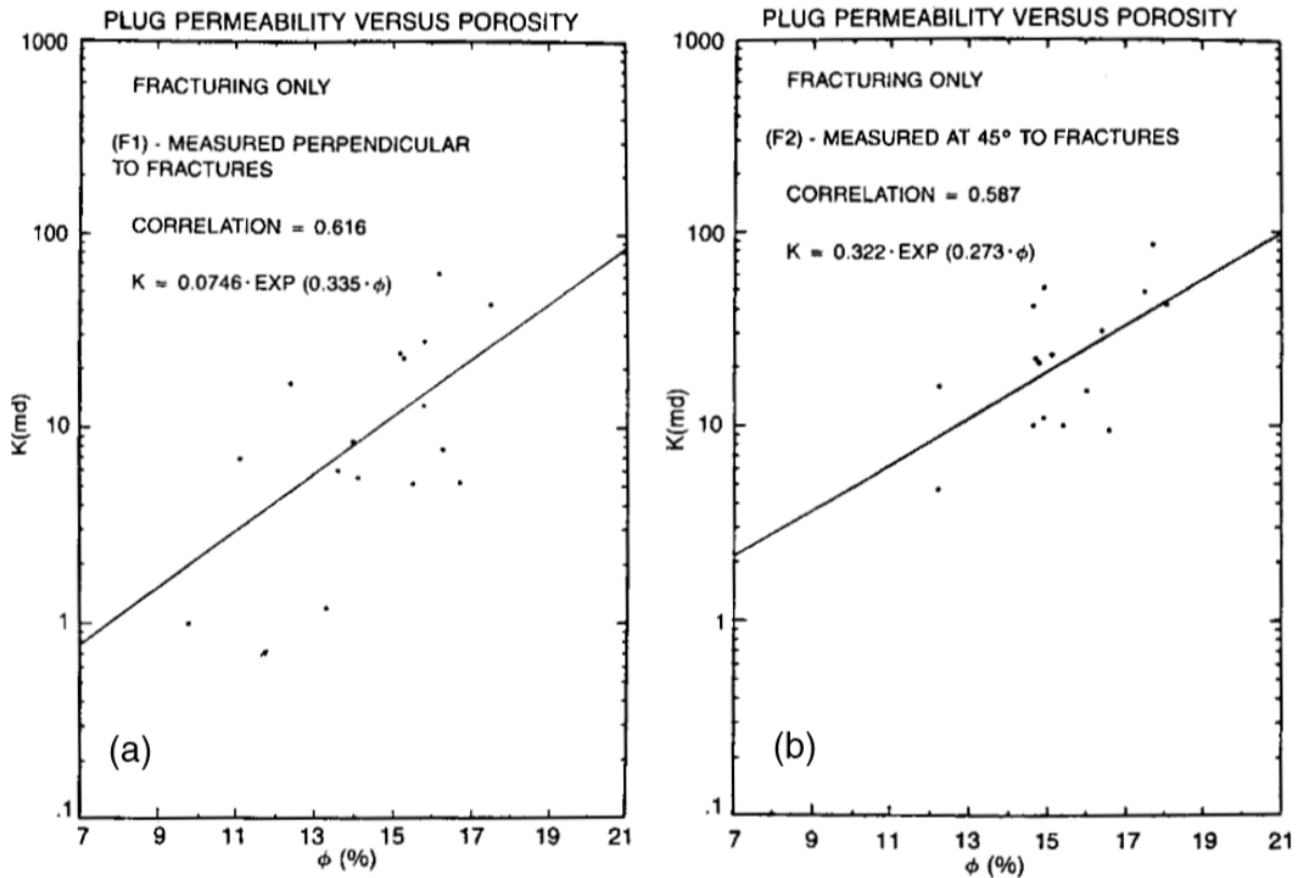 PLUG PERMEABILITY VERSUS POROSITY
1000
FRACTURING ONLY
(F1) - MEASURED PERPENDICULAR
TO FRACTURES
CORRELATION = 0.616
100
K = 0.0746·EXP (0.335·ϕ)
K(md)
10
1
(a)
.1
7 9 11 13 15 17 19 21
ϕ (%)
PLUG PERMEABILITY VERSUS POROSITY
1000
FRACTURING ONLY
(F2) - MEASURED AT 45° TO FRACTURES
CORRELATION = 0.587
100
K = 0.322·EXP (0.273·ϕ)
K(md)
10
1
(b)
.1
7 9 11 13 15 17 19 21
ϕ (%)